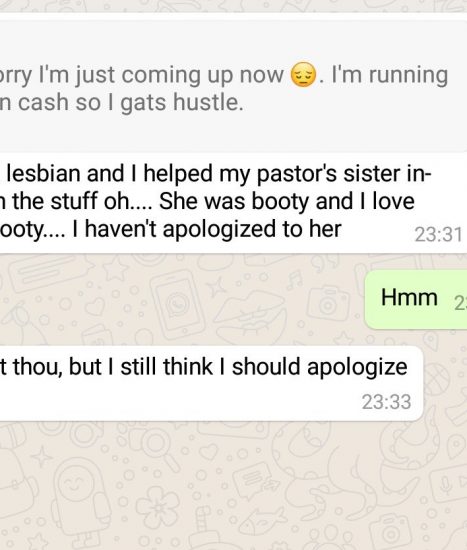 orry I'm just coming up now 😔. I'm running
n cash so I gats hustle.
lesbian and I helped my pastor's sister in-
n the stuff oh.... She was booty and I love
ooty.... I haven't apologized to her
23:31
Hmm
t thou, but I still think I should apologize
23:33